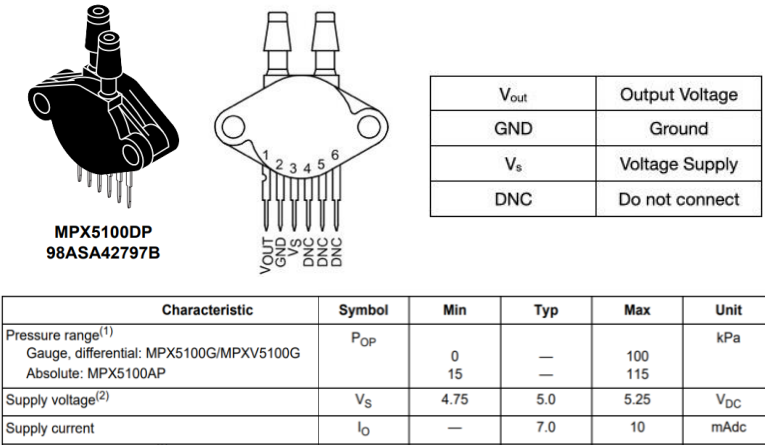 MPX5100DP
98ASA42797B
1 2 3 4 5 6
VOUT
GND
VS
DNC
DNC
DNC
Vout Output Voltage
GND Ground
Vs Voltage Supply
DNC Do not connect
Characteristic Symbol Min Typ Max Unit
Pressure range(1) POP kPa
Gauge, differential: MPX5100G/MPXV5100G 0 — 100
Absolute: MPX5100AP 15 — 115
Supply voltage(2) VS 4.75 5.0 5.25 VDC
Supply current IO — 7.0 10 mAdc